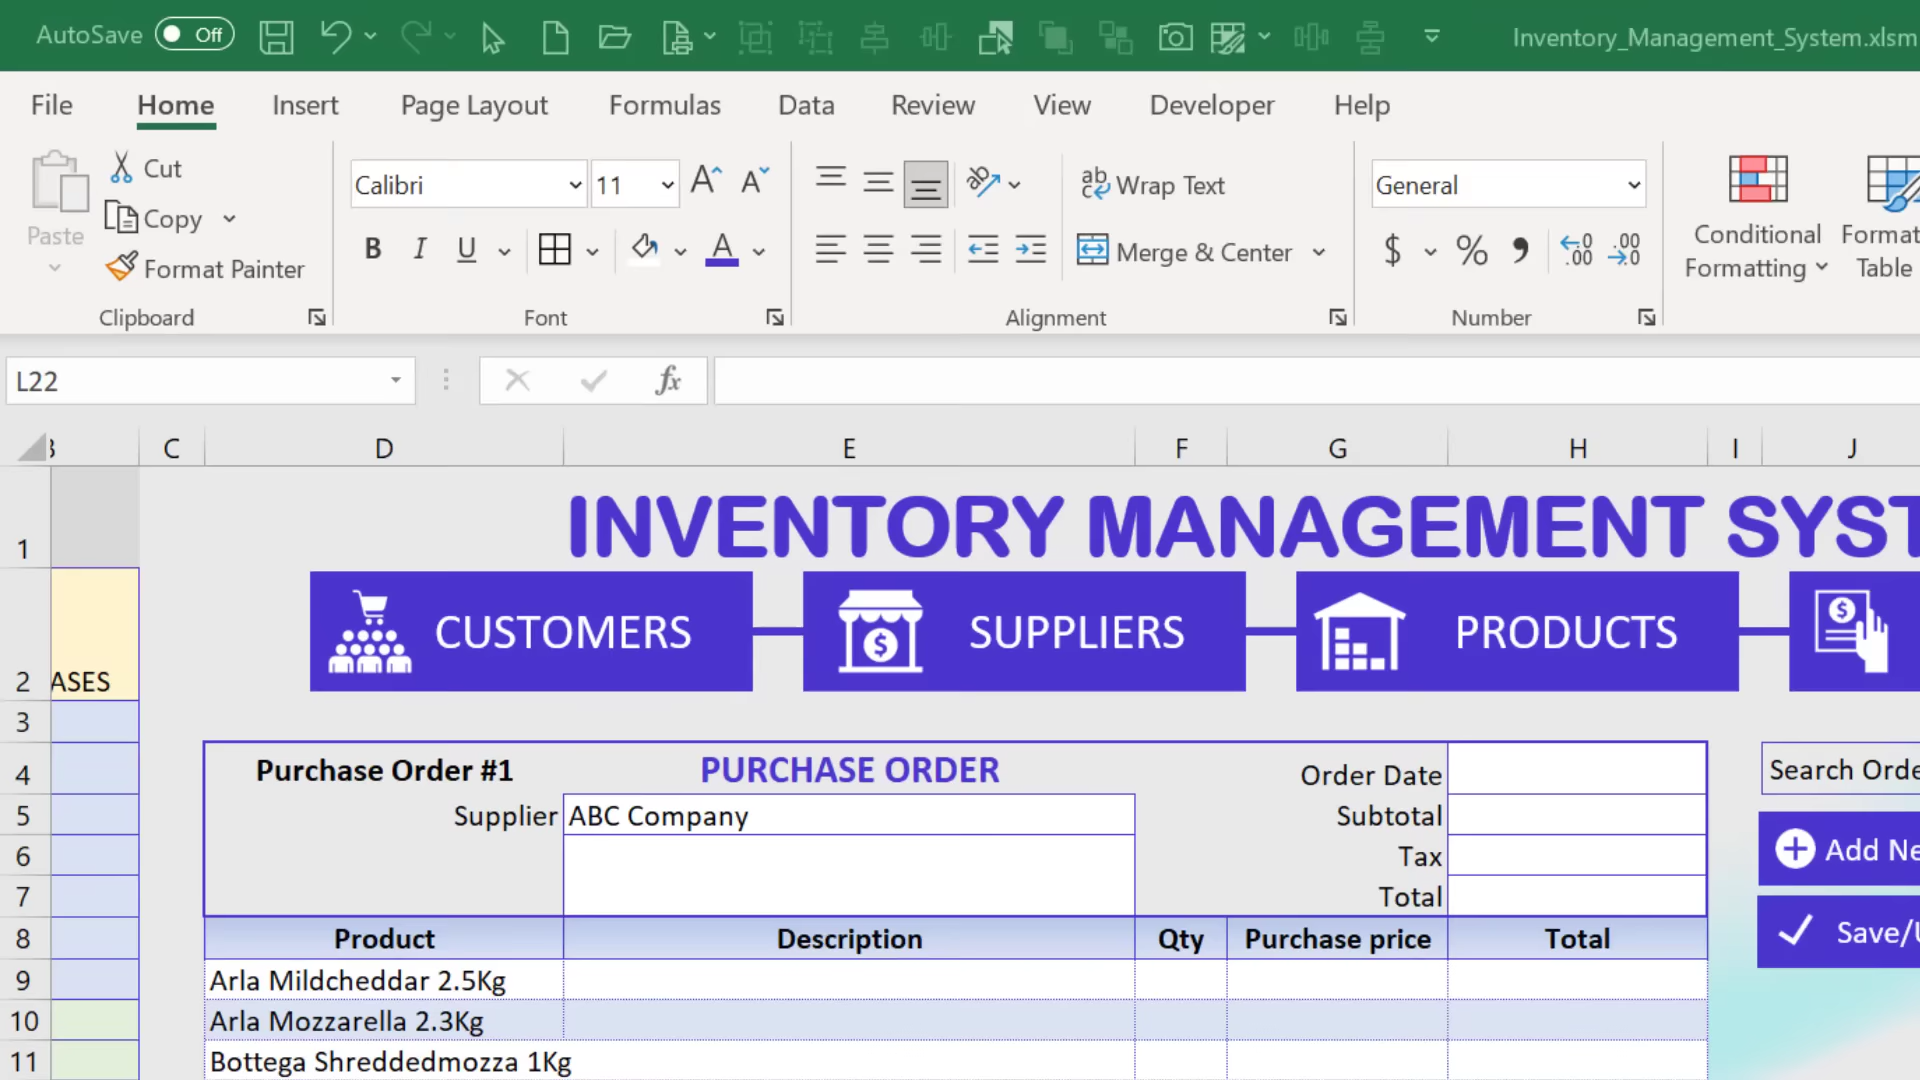 AutoSave Off Inventory_Management_System.xlsm
File Home Insert Page Layout Formulas Data Review View Developer Help
Paste
Cut
Copy
Format Painter
Clipboard
Calibri 11
B I U A
Font
Wrap Text
Merge & Center
Alignment
General
$ % , .00 .00
Number
Conditional Formatting
Format
Table
L22 fx
C D E F G H I J
1 INVENTORY MANAGEMENT SYST
2 ASES CUSTOMERS SUPPLIERS PRODUCTS
3
4 Purchase Order #1 PURCHASE ORDER Order Date Search Orde
5 Supplier ABC Company Subtotal
6 Tax Add Ne
7 Total
8 Product Description Qty Purchase price Total Save/U
9 Arla Mildcheddar 2.5Kg
10 Arla Mozzarella 2.3Kg
11 Bottega Shreddedmozza 1Kg